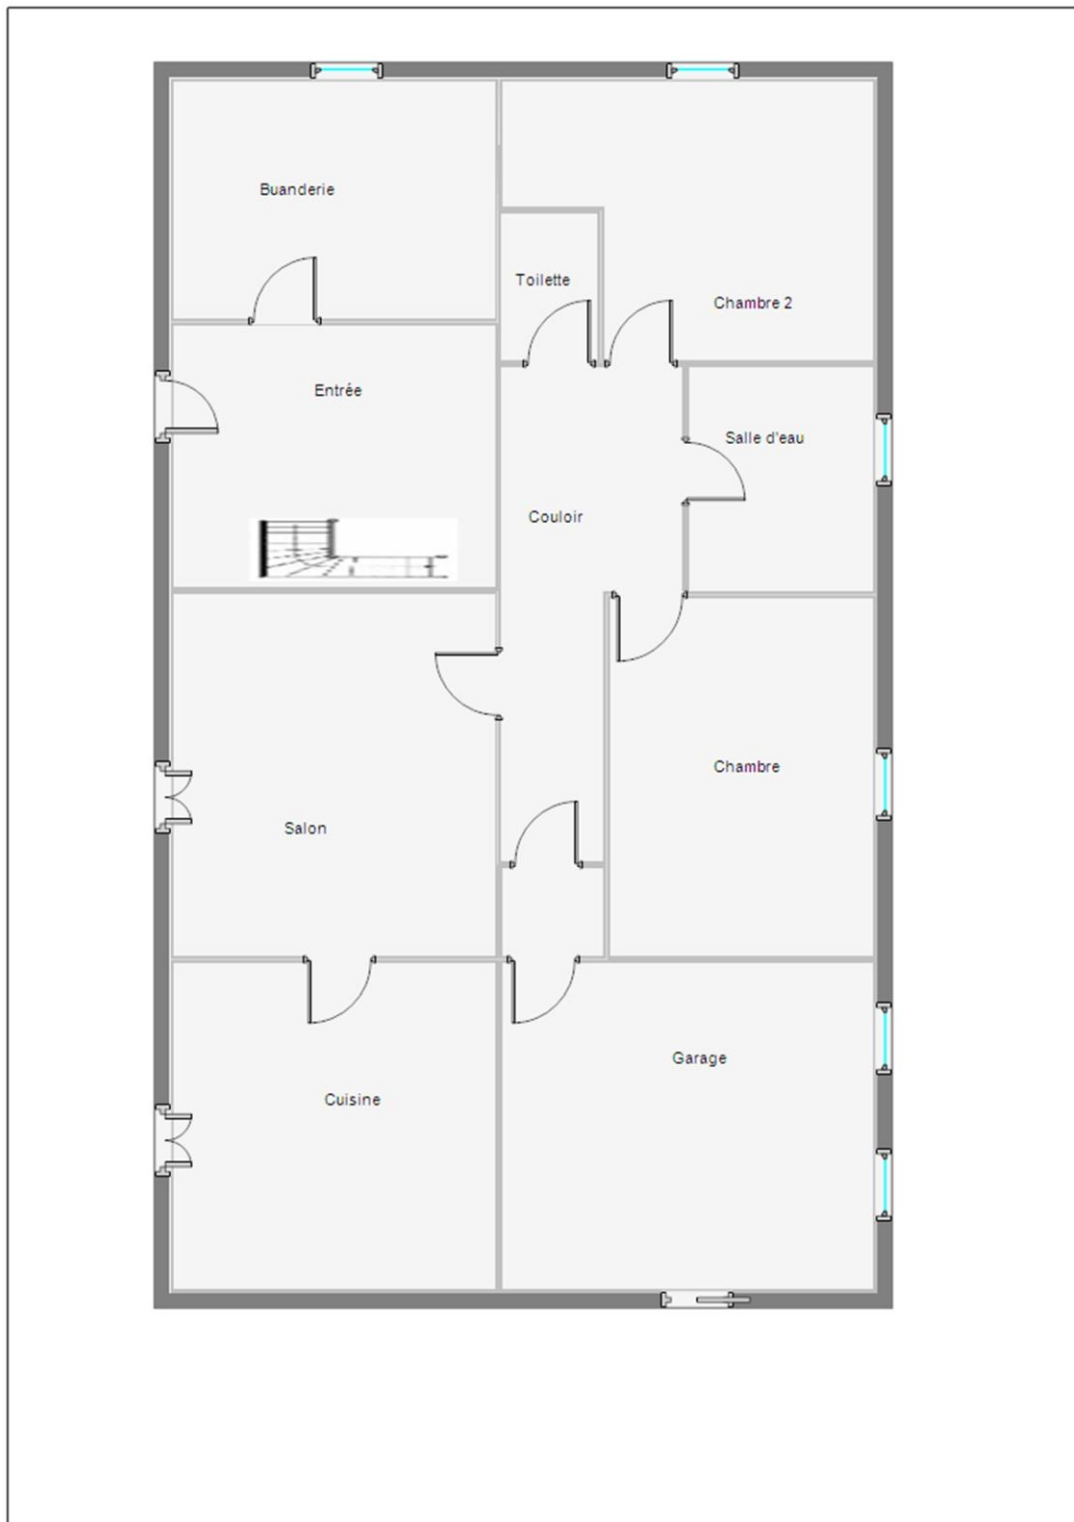 Buanderie
Toilette
Chambre 2
Entrée
Salle d'eau
Couloir
Chambre
Salon
Garage
Cuisine